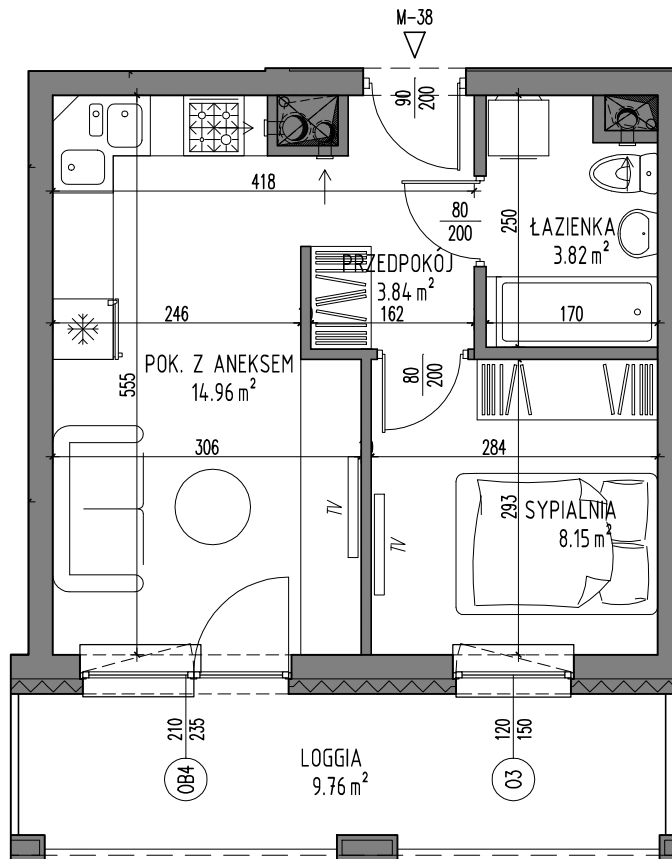 M-38
90
200
418
80
200
250
ŁAZIENKA
3.82 m²
PRZEDPOKÓJ
3.84 m²
246
162
170
POK. Z ANEKSEM
14.96 m²
555
80
200
306
284
TV
TV
293
SYPIALNIA
8.15 m²
210
235
120
150
OB4
O3
LOGGIA
9.76 m²